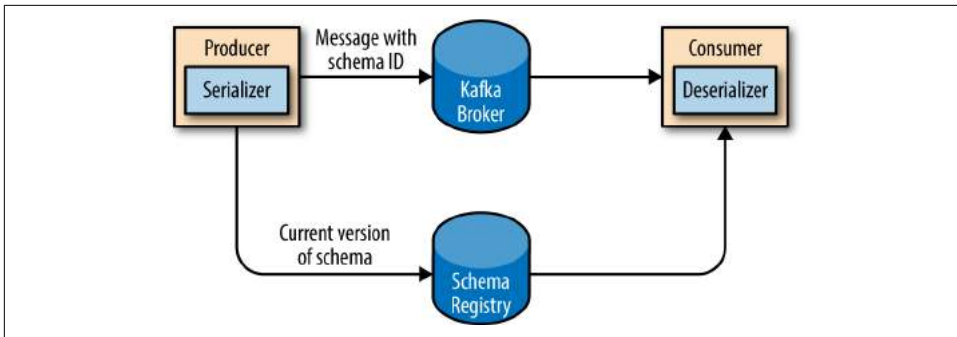 Producer
Serializer
Message with
schema ID
Kafka
Broker
Consumer
Deserializer
Current version
of schema
Schema
Registry